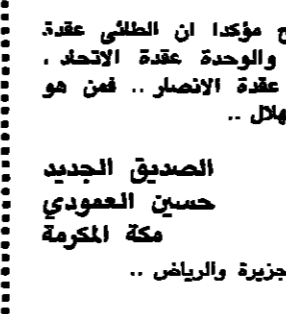 ح مؤكدا ان الطائي عقدة
والوحدة عقدة الاتحاد ،
عقدة الانصار .. فمن هو
هلال ..
الصديق الجديد
حسين العمودي
مكة المكرمة
جزيرة والرياض ..